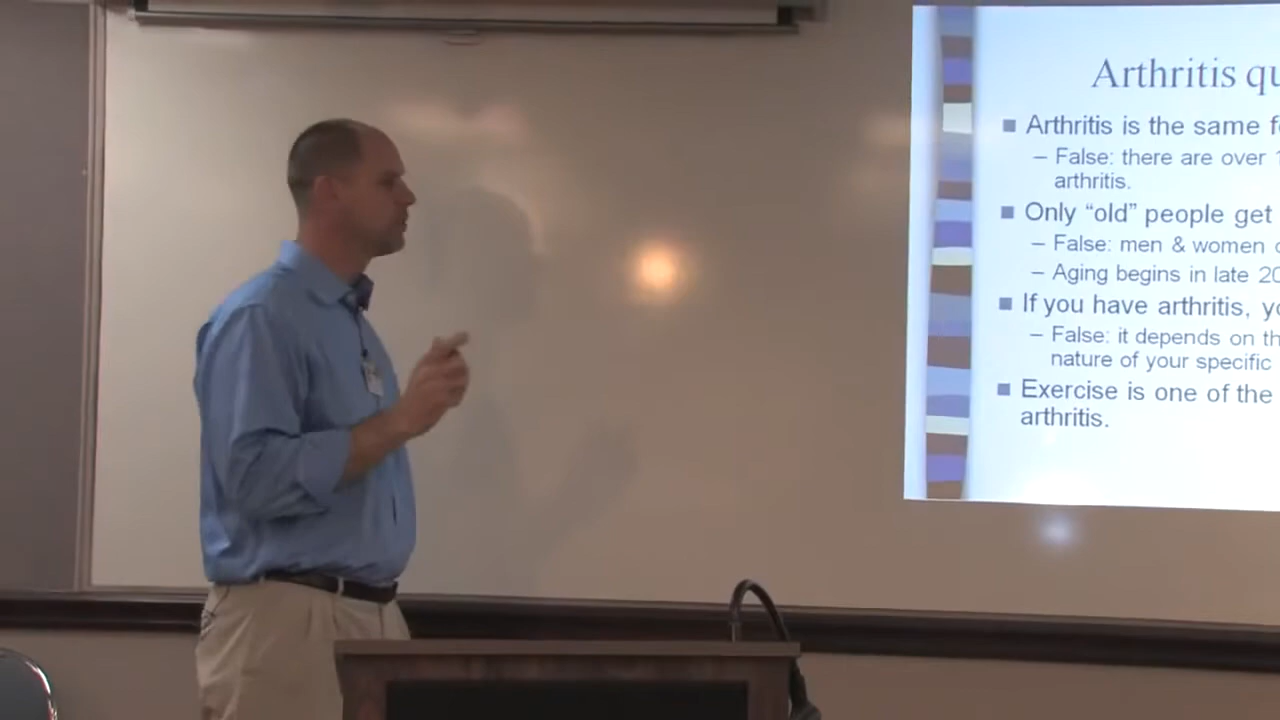 Arthritis
Arthritis is the same
– False: there are over
arthritis.
Only “old” people get
– False: men & women
– Aging begins in late 20
If you have arthritis,
– False: it depends on
nature of your specific
Exercise is one of the
arthritis.